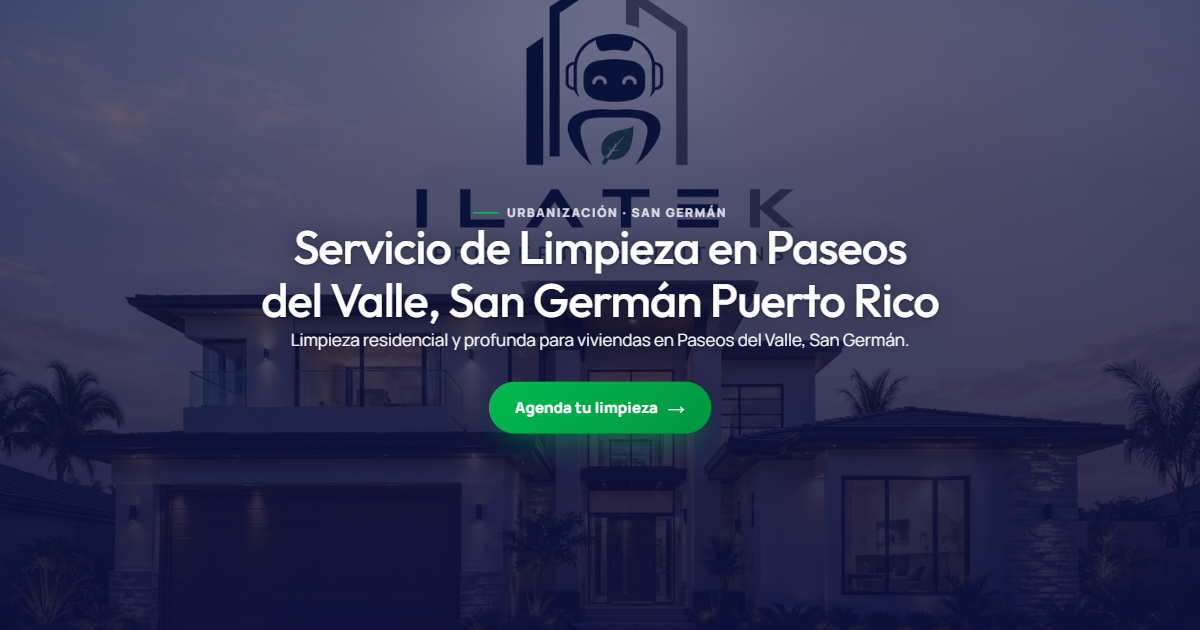 ILATEK
URBANIZACIÓN · SAN GERMÁN
Servicio de Limpieza en Paseos
del Valle, San Germán Puerto Rico
Limpieza residencial y profunda para viviendas en Paseos del Valle, San Germán.
Agenda tu limpieza →